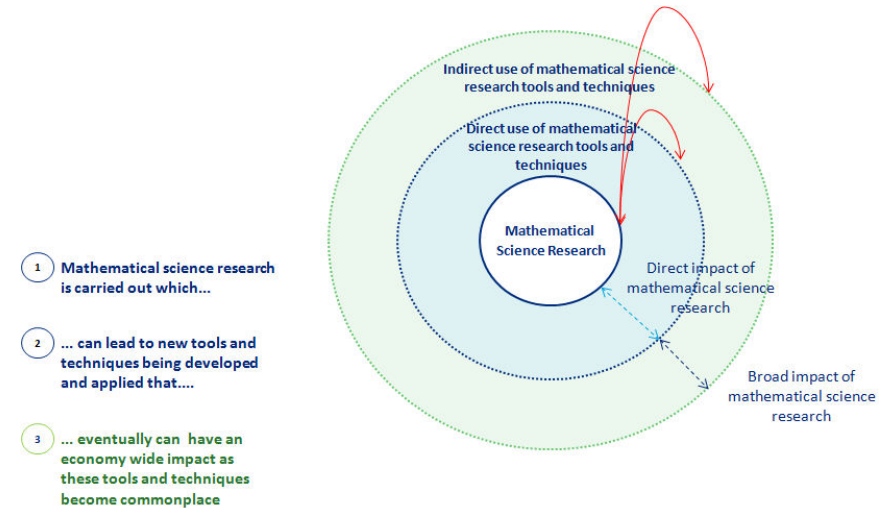 Indirect use of mathematical science
research tools and techniques
Direct use of mathematical
science research tools and
techniques
Mathematical
Science Research
Direct impact of
mathematical science
research
Broad impact of
mathematical science
research
1
Mathematical science research
is carried out which...
2
... can lead to new tools and
techniques being developed
and applied that....
3
... eventually can have an
economy wide impact as
these tools and techniques
become commonplace